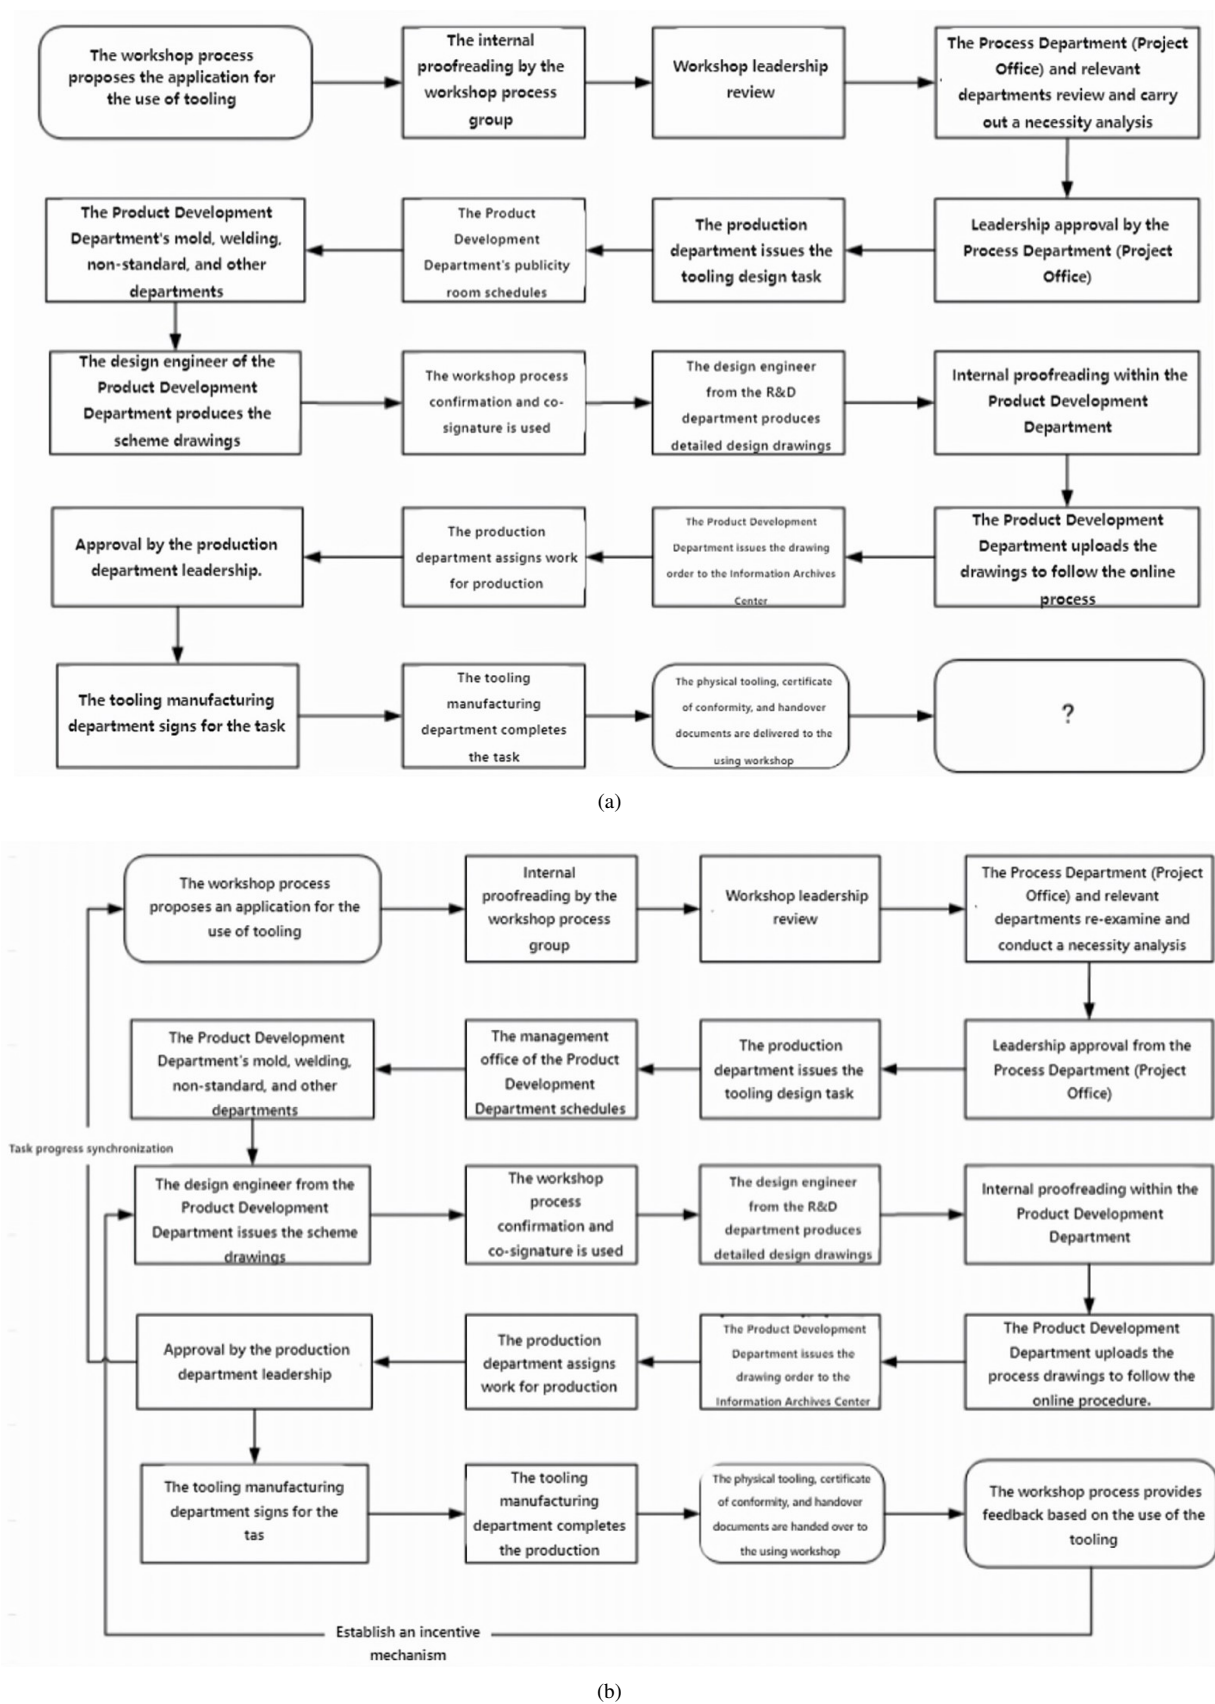 The workshop process
proposes the application for
the use of tooling
The internal
proofreading by the
workshop process
group
Workshop leadership
review
The Process Department (Project
Office) and relevant
departments review and carry
out a necessity analysis
The Product Development
Department's mold, welding,
non-standard, and other
departments
The Product
Development
Department's publicity
room schedules
The production
department issues the
tooling design task
Leadership approval by the
Process Department (Project
Office)
The design engineer of the
Product Development
Department produces the
scheme drawings
The workshop process
confirmation and co-
signature is used
The design engineer
from the R&D
department produces
detailed design drawings
Internal proofreading within the
Product Development
Department
Approval by the production
department leadership.
The production
department assigns work
for production
The Product Development
Department issues the drawing
order to the Information Archives
Center
The Product Development
Department uploads the
drawings to follow the online
process
The tooling manufacturing
department signs for the task
The tooling
manufacturing
department completes
the task
The physical tooling, certificate
of conformity, and handover
documents are delivered to the
using workshop
?
(a)
The workshop process
proposes an application for the
use of tooling
Internal
proofreading by the
workshop process
group
Workshop leadership
review
The Process Department (Project
Office) and relevant
departments re-examine and
conduct a necessity analysis
The Product Development
Department's mold, welding,
non-standard, and other
departments
The management
office of the Product
Development
Department schedules
The production
department issues the
tooling design task
Leadership approval from the
Process Department (Project
Office)
Task progress synchronization
The design engineer from the
Product Development
Department issues the scheme
drawings
The workshop
process
confirmation and
co-signature is used
The design engineer
from the R&D
department produces
detailed design drawings
Internal proofreading within the
Product Development
Department
Approval by the production
department leadership
The production
department assigns
work for production
The Product Development
Department issues the
drawing order to the
Information Archives Center
The Product Development
Department uploads the
process drawings to follow the
online procedure.
The tooling manufacturing
department signs for the
tas
The tooling
manufacturing
department completes
the production
The physical tooling, certificate
of conformity, and handover
documents are handed over to
the using workshop
The workshop process provides
feedback based on the use of the
tooling
Establish an incentive
mechanism
(b)